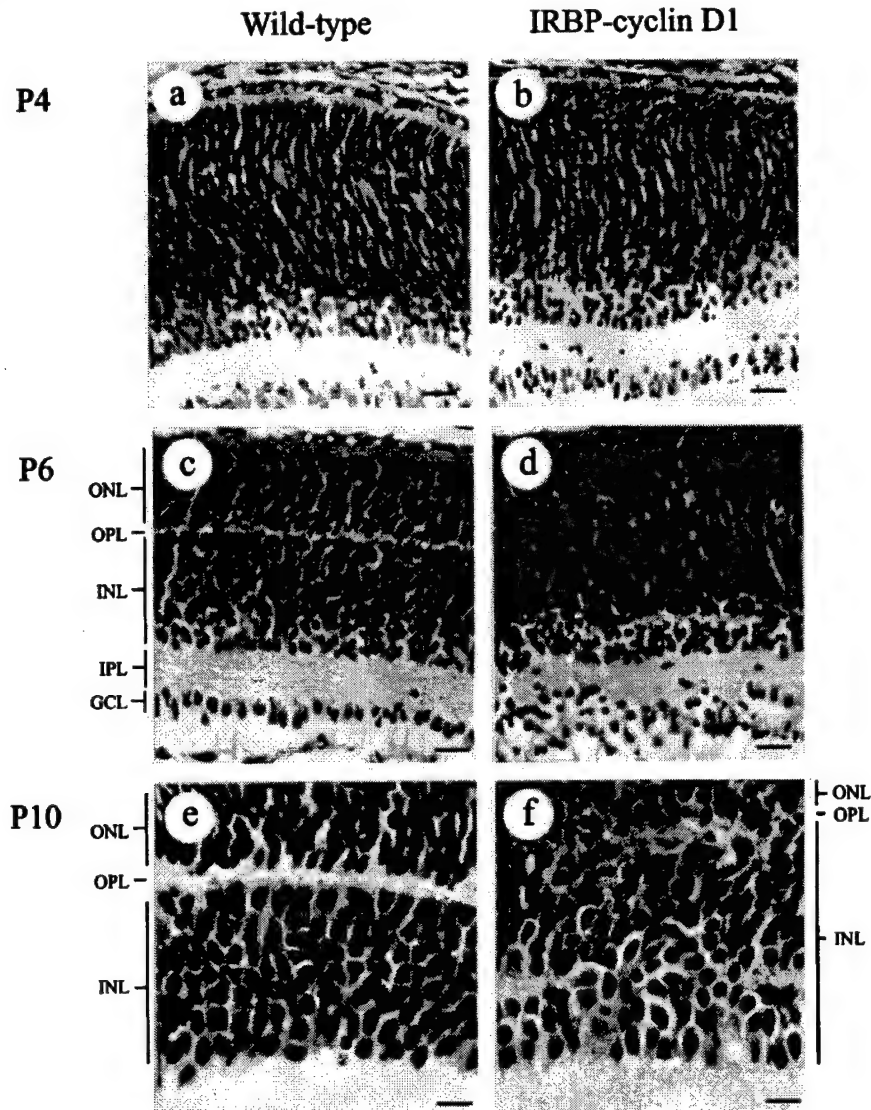 Wild-type IRBP-cyclin D1
P4
a
b
P6
ONL
OPL
INL
IPL
GCL
c
d
P10
ONL
OPL
INL
e
f
ONL
OPL
INL